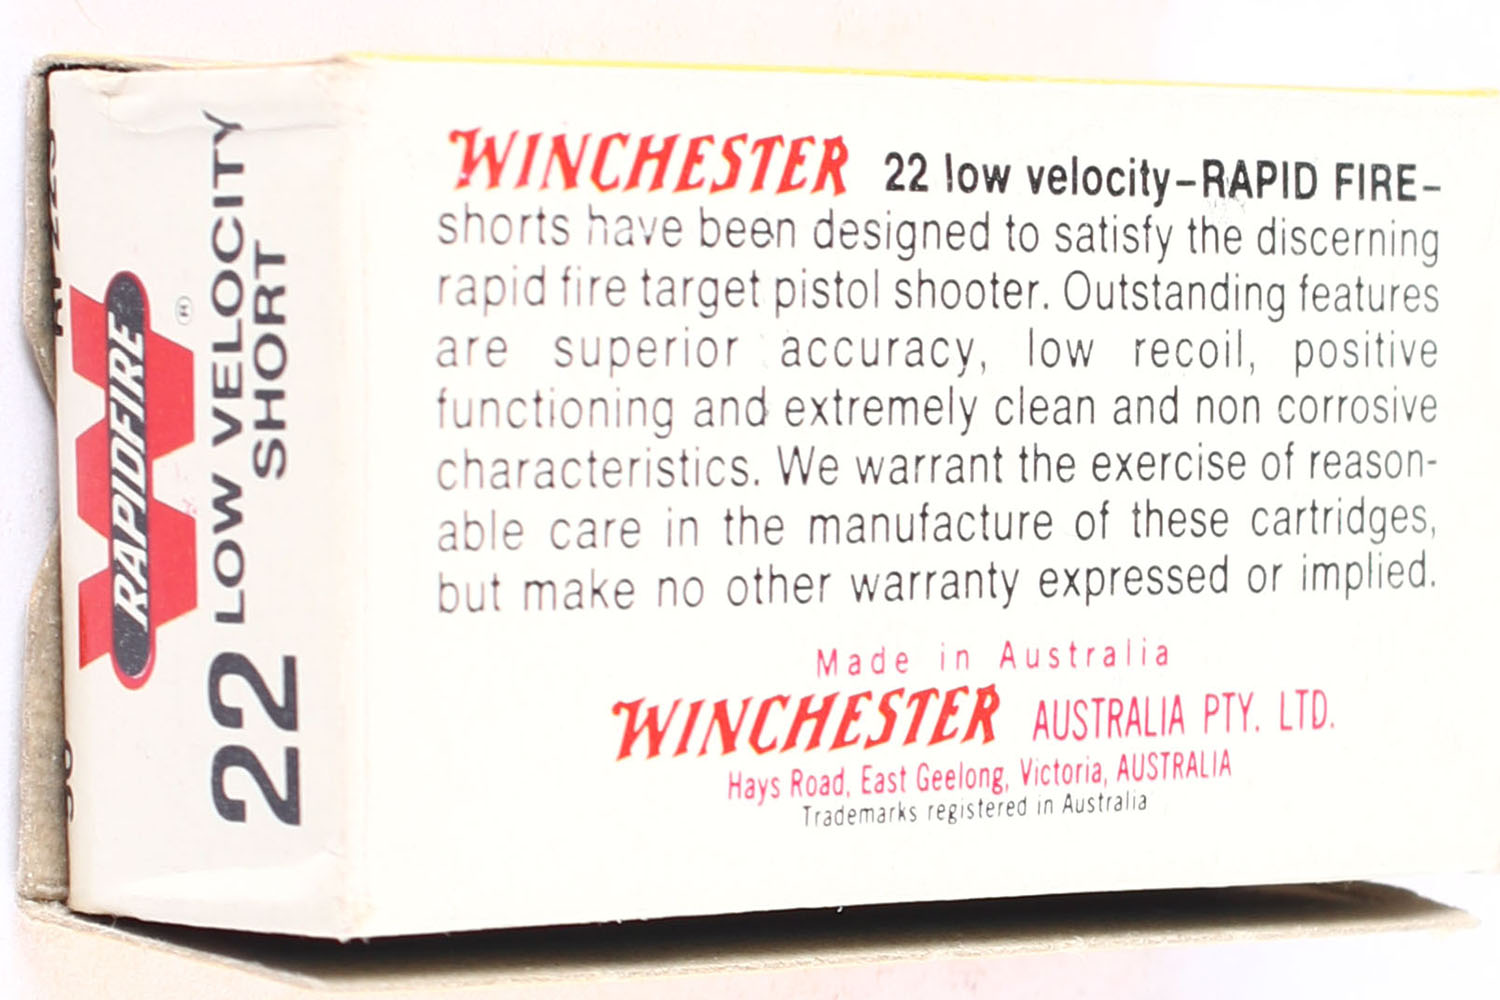 WINCHESTER 22 low velocity-RAPID FIRE-
shorts have been designed to satisfy the discerning
rapid fire target pistol shooter. Outstanding features
are superior accuracy, low recoil, positive
functioning and extremely clean and non corrosive
characteristics. We warrant the exercise of reason-
able care in the manufacture of these cartridges,
but make no other warranty expressed or implied.
Made in Australia
WINCHESTER AUSTRALIA PTY. LTD.
Hays Road, East Geelong, Victoria, AUSTRALIA
Trademarks registered in Australia
RAPIDFIRE
W ®
22 LOW VELOCITY
SHORT